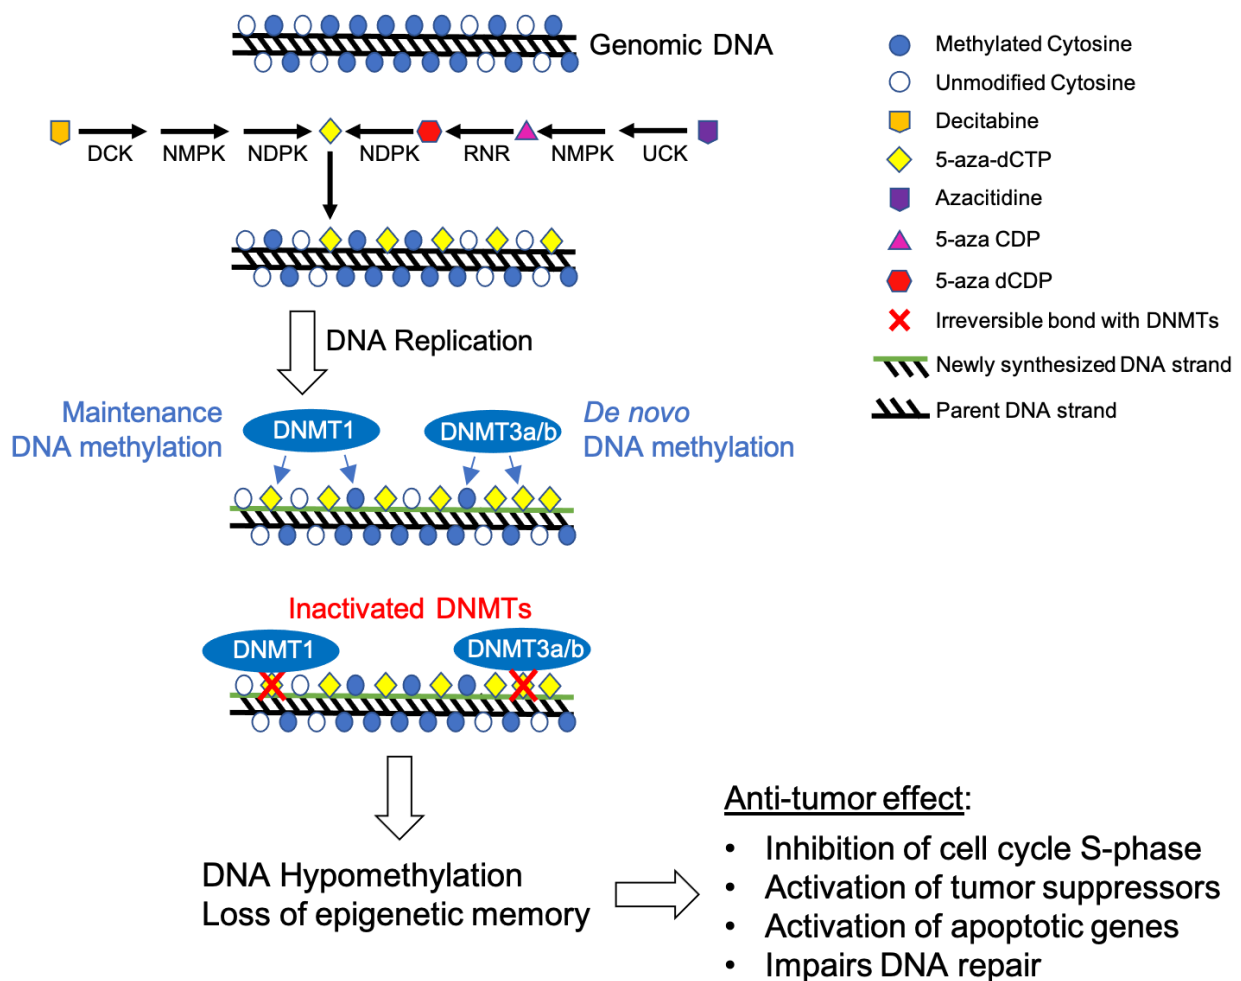 Genomic DNA
DCK NMPK NDPK NDPK RNR NMPK UCK
DNA Replication
Maintenance
DNA methylation
DNMT1
DNMT3a/b
De novo
DNA methylation
Inactivated DNMTs
DNMT1
DNMT3a/b
DNA Hypomethylation
Loss of epigenetic memory
Anti-tumor effect:
• Inhibition of cell cycle S-phase
• Activation of tumor suppressors
• Activation of apoptotic genes
• Impairs DNA repair
Methylated Cytosine
Unmodified Cytosine
Decitabine
5-aza-dCTP
Azacitidine
5-aza CDP
5-aza dCDP
Irreversible bond with DNMTs
Newly synthesized DNA strand
Parent DNA strand